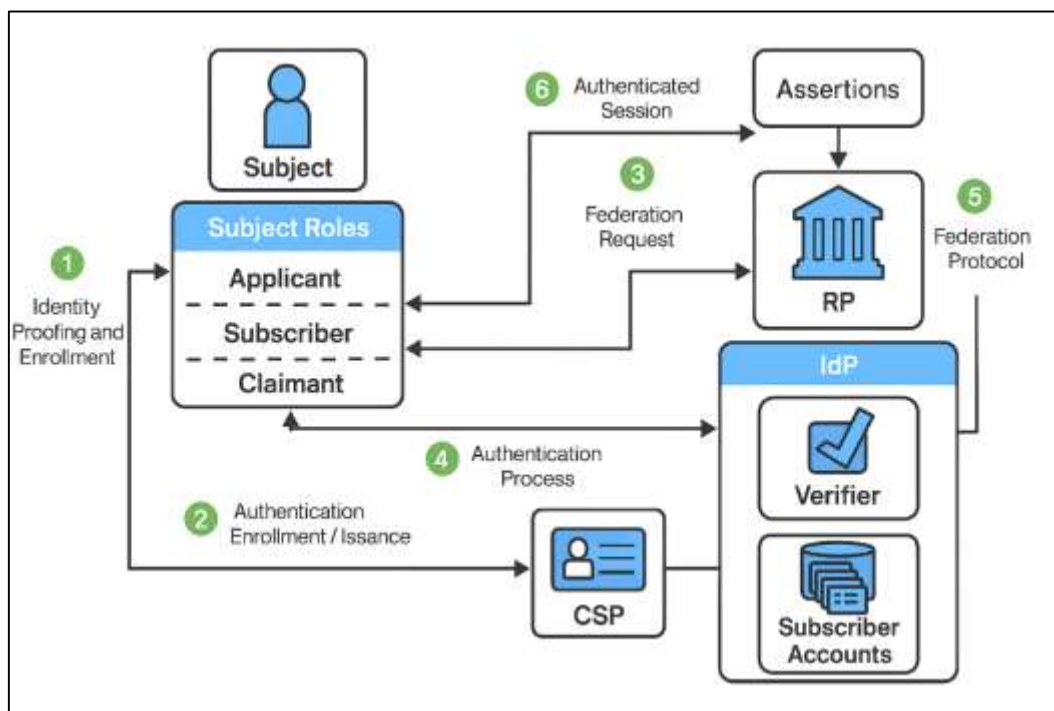 Subject
Subject Roles
Applicant
Subscriber
Claimant
1
Identity
Proofing and
Enrollment
2
Authentication
Enrollment / Issance
6
Authenticated
Session
3
Federation
Request
4
Authentication
Process
Assertions
RP
5
Federation
Protocol
IdP
Verifier
Subscriber
Accounts
CSP